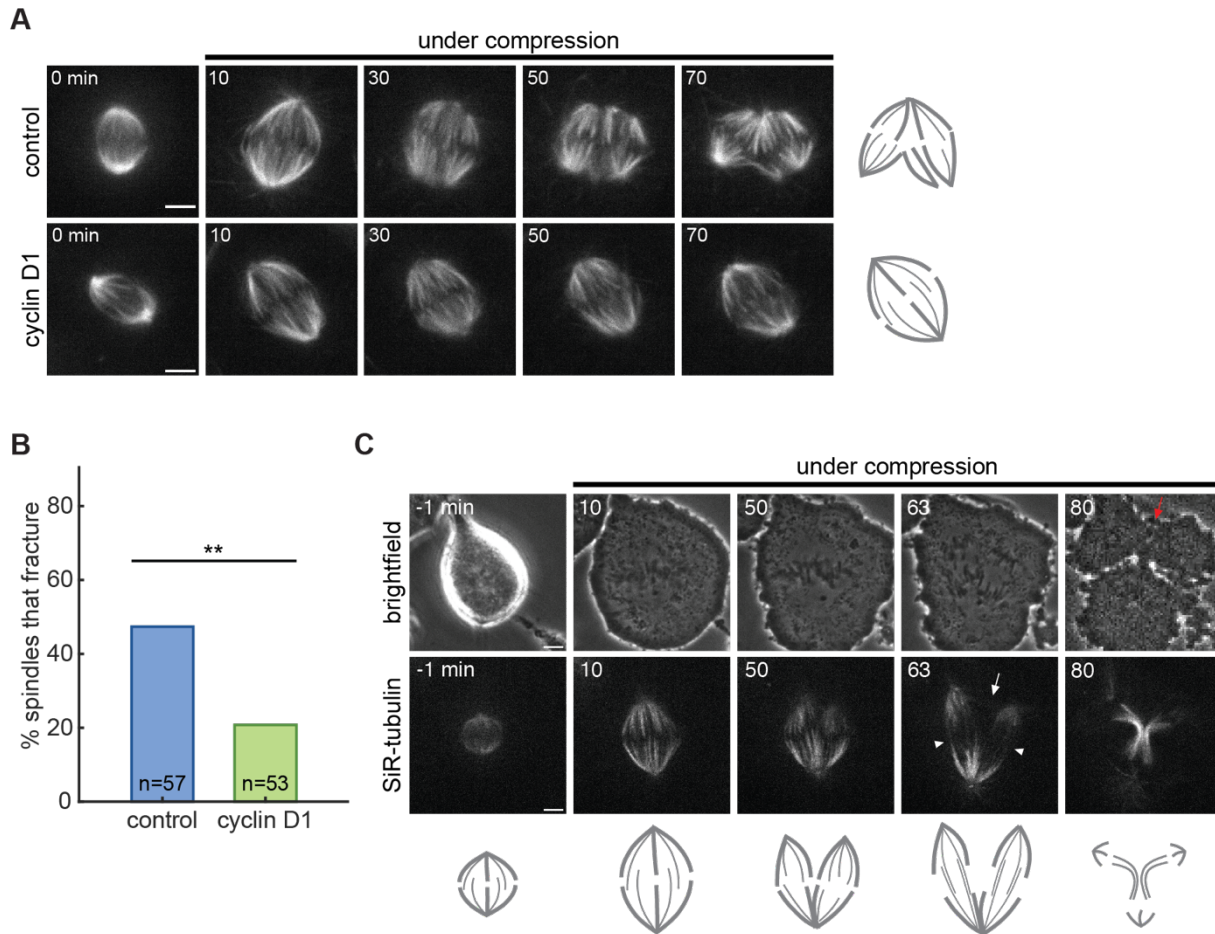 A
under compression
control
0 min
10
30
50
70
cyclin D1
0 min
10
30
50
70
B
% spindles that fracture
80
60
40
20
0
**
n=57
n=53
control
cyclin D1
C
under compression
brightfield
-1 min
10
50
63
80
SiR-tubulin
-1 min
10
50
63
80